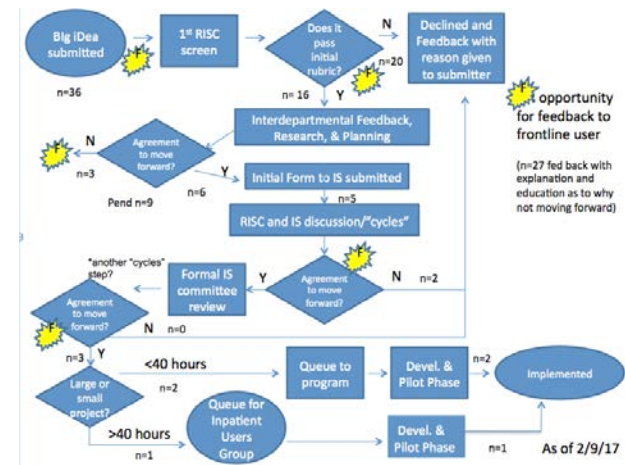 BIg iDea
submitted
F
n=36
1st RISC
screen
Does it
pass
initial
rubric?
F
N
n=20
Declined and
Feedback with
reason given
to submitter
n= 16
Y
F
opportunity
for feedback to
frontline user
(n=27 fed back with
explanation and
education as to why
not moving forward)
Interdepartmental Feedback,
Research, & Planning
F
N
n=3
Agreement
to move
forward?
Pend n=9
Y
n=6
Initial Form to IS submitted
n=5
RISC and IS discussion/"cycles"
F
Agreement
to move
forward?
N
n=2
Y
Formal IS
committee
review
"another "cycles"
step?
Agreement
to move
forward?
F
N
n=0
n=3
Y
Large or
small
project?
<40 hours
n=2
Queue to
program
Devel. &
Pilot Phase
n=2
Implemented
>40 hours
n=1
Queue for
Inpatient
Users
Group
Devel. &
Pilot Phase
n=1
As of 2/9/17